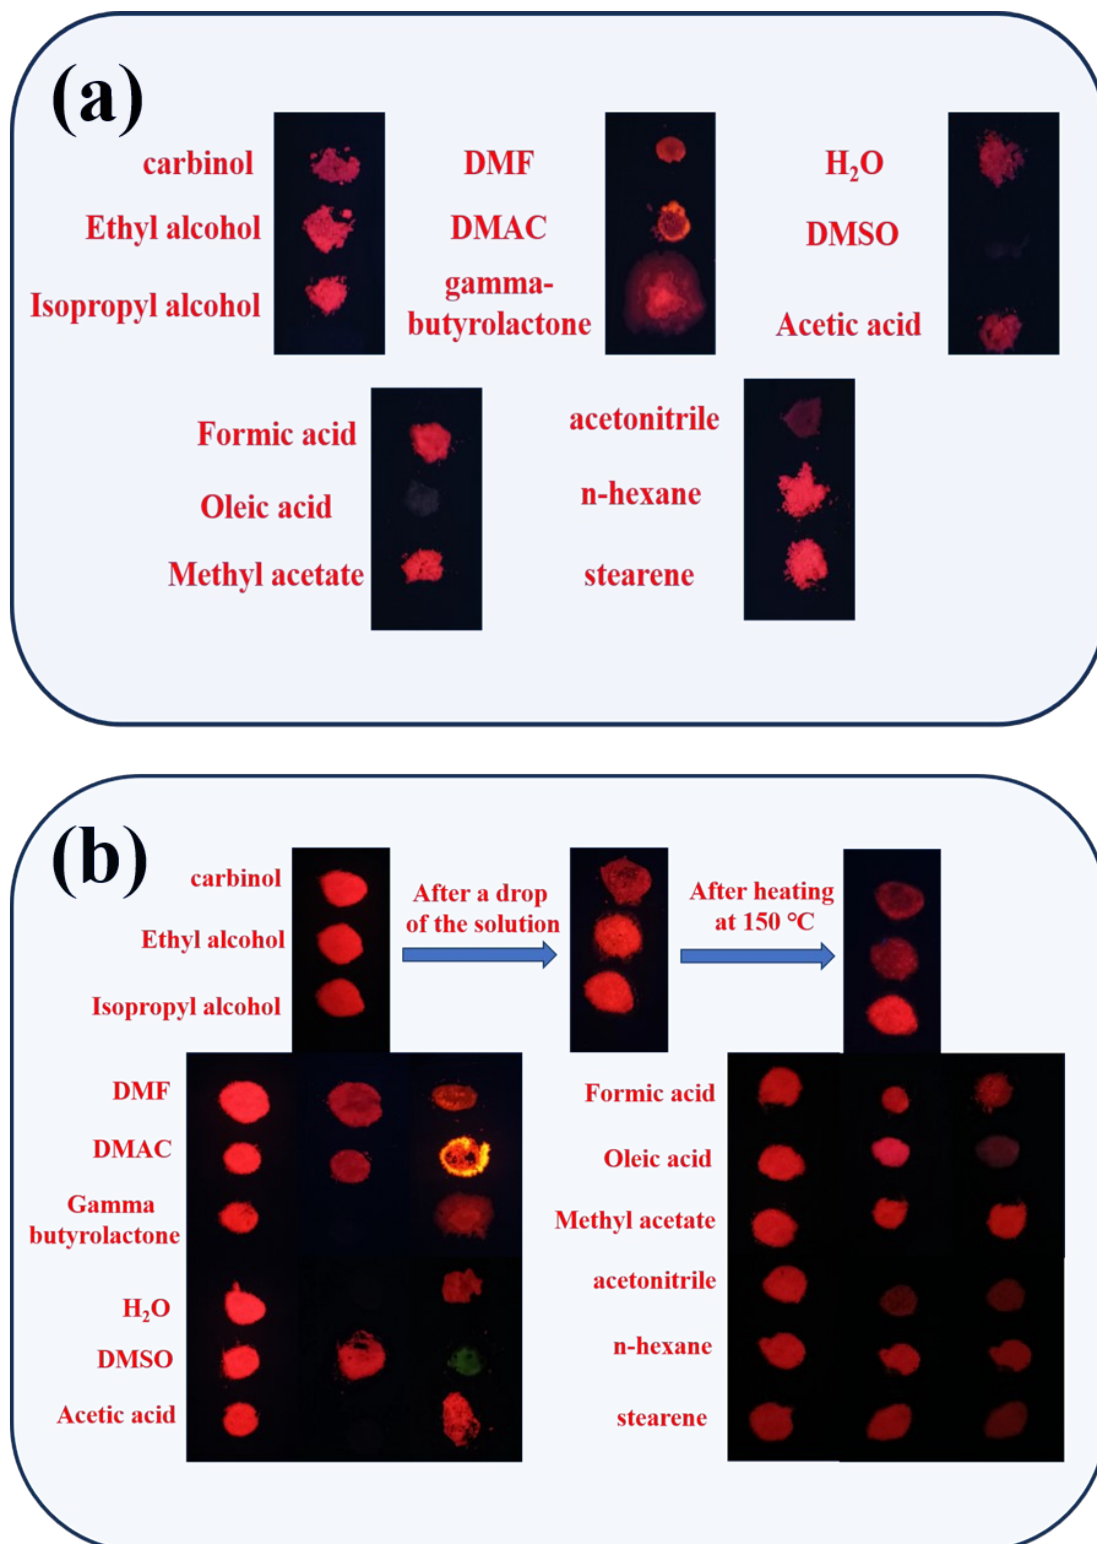 (a)
carbinol
Ethyl alcohol
Isopropyl alcohol
DMF
DMAC
gamma-
butyrolactone
H₂O
DMSO
Acetic acid
Formic acid
Oleic acid
Methyl acetate
acetonitrile
n-hexane
stearene
(b)
carbinol
Ethyl alcohol
Isopropyl alcohol
After a drop
of the solution
After heating
at 150 °C
DMF
DMAC
Gamma
butyrolactone
H₂O
DMSO
Acetic acid
Formic acid
Oleic acid
Methyl acetate
acetonitrile
n-hexane
stearene